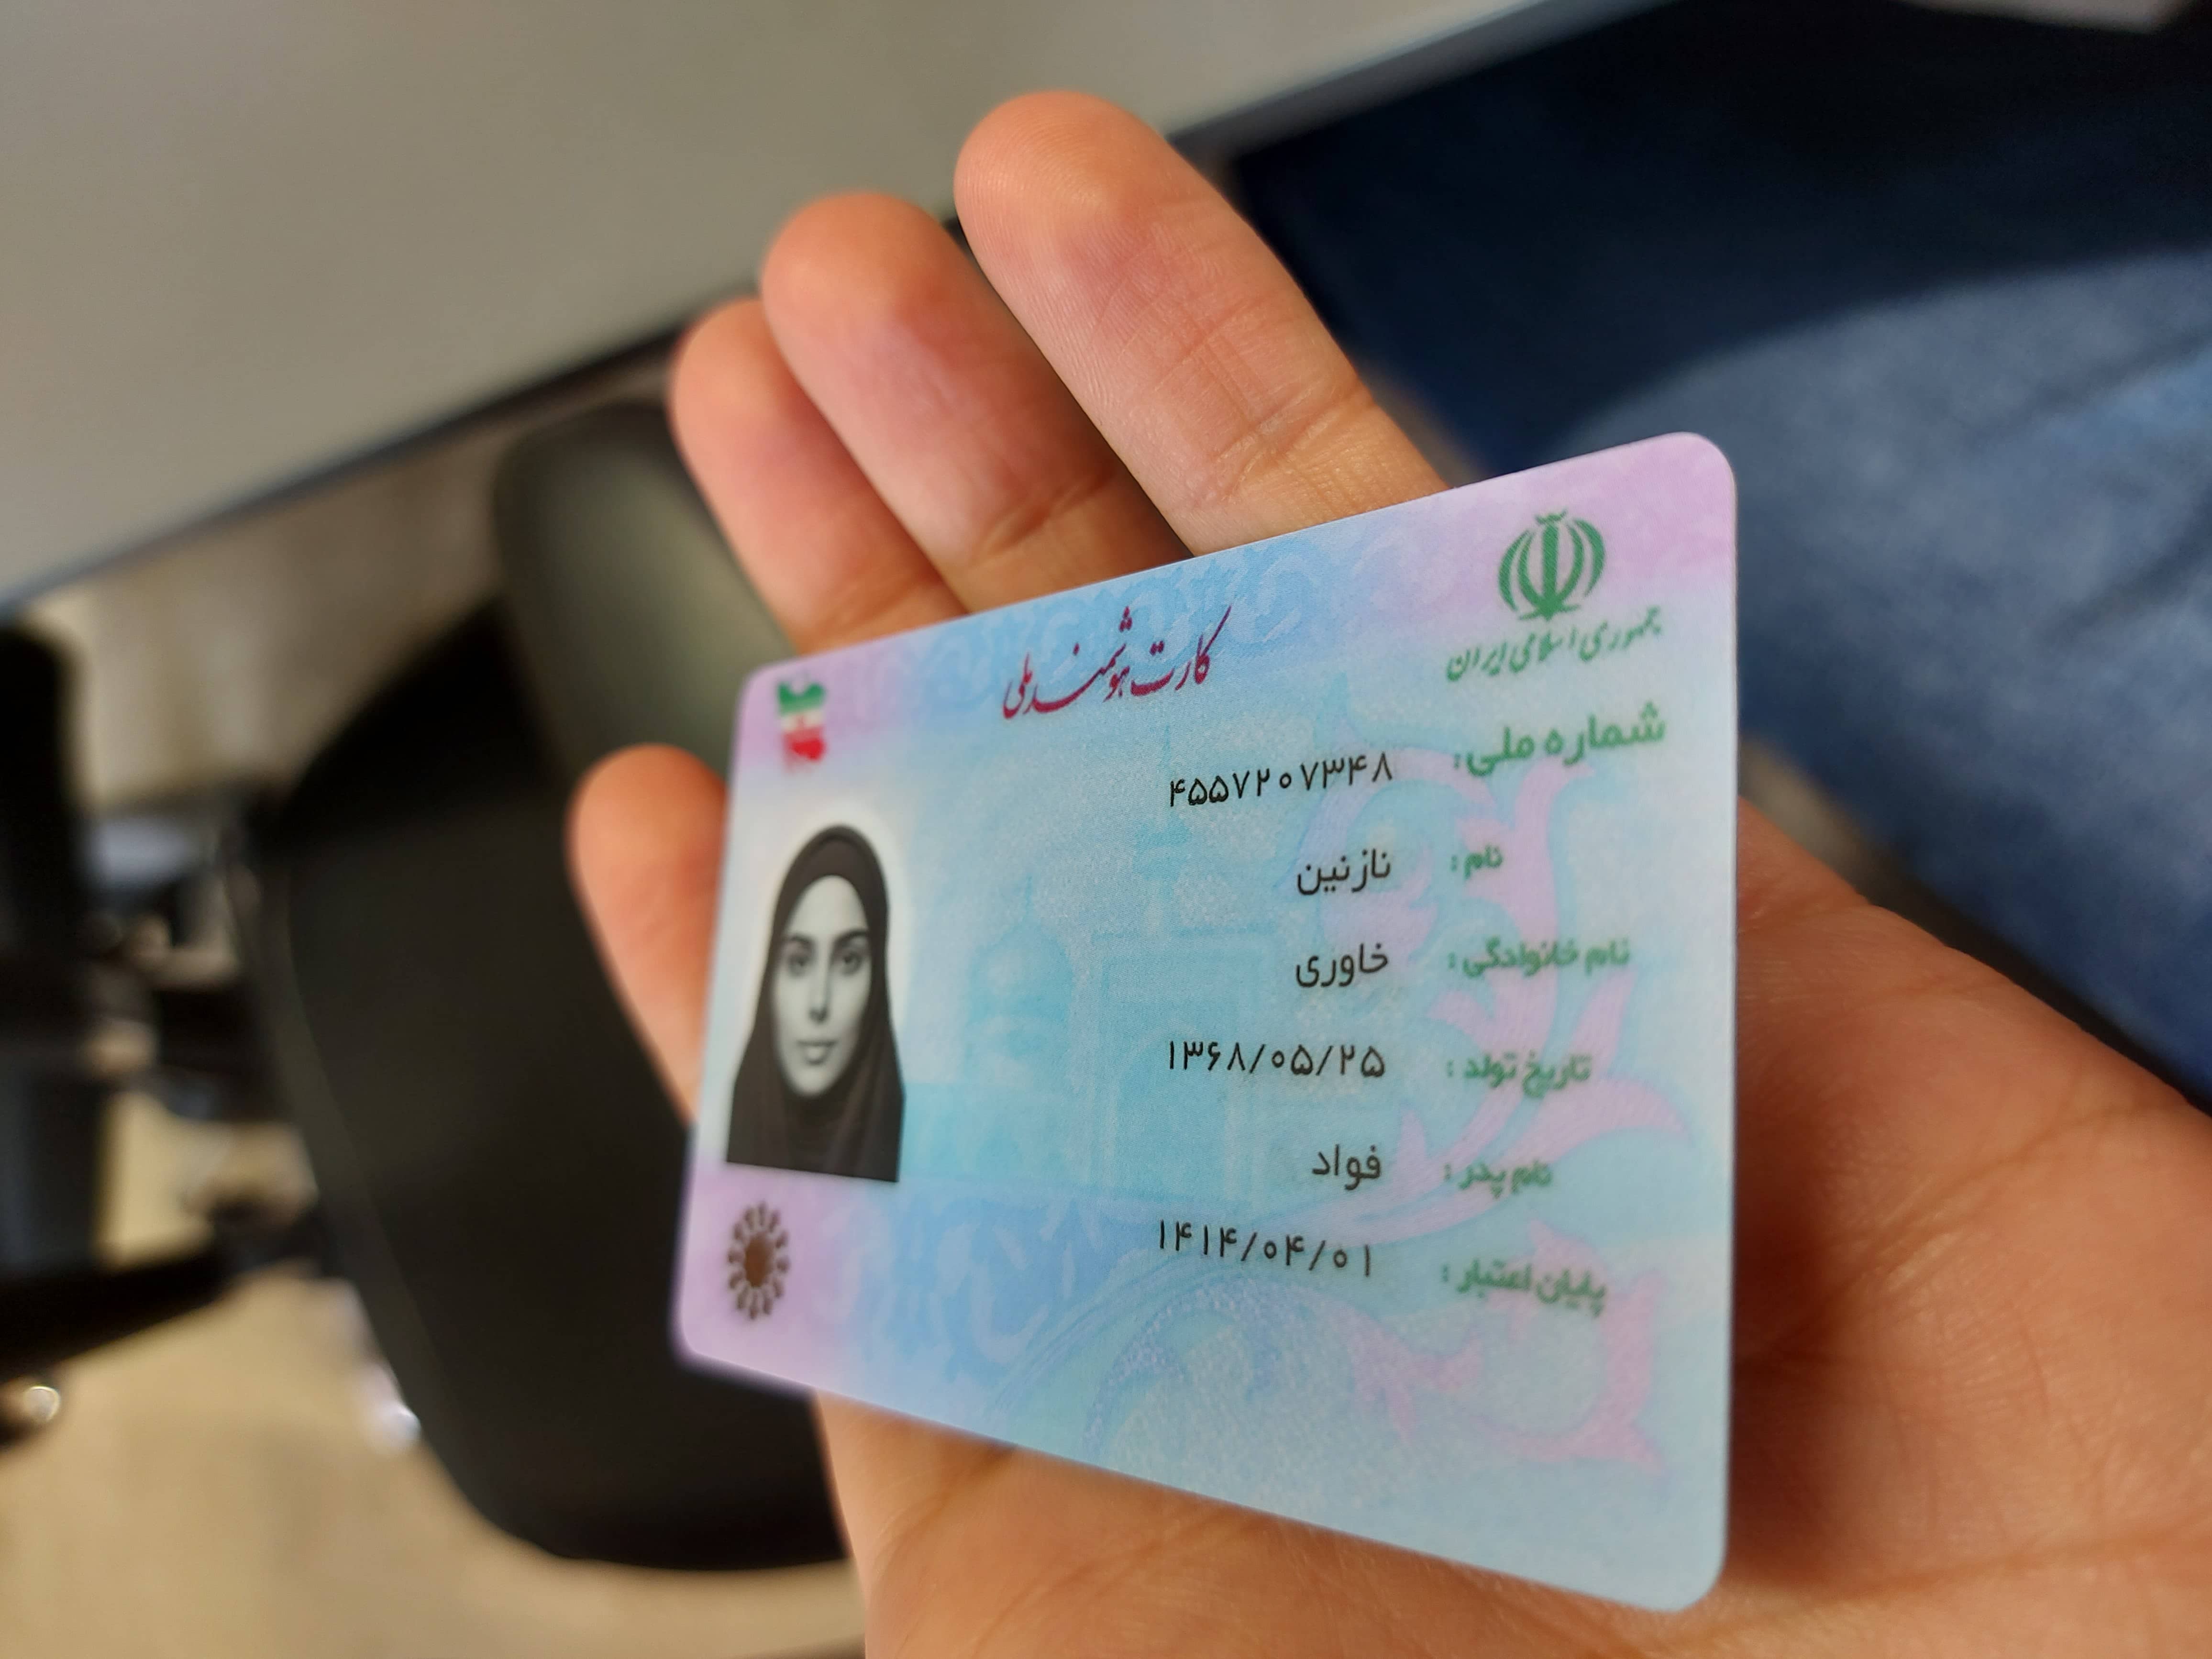 جمهوری اسلامی ایران
کارت هوشمند ملی
شماره ملی: ۴۵۵۷۲۰۷۳۴۸
نام: نازنین
نام خانوادگی: خاوری
تاریخ تولد: ۱۳۶۸/۰۵/۲۵
نام پدر: فواد
پایان اعتبار: ۱۴۱۴/۰۴/۰۱